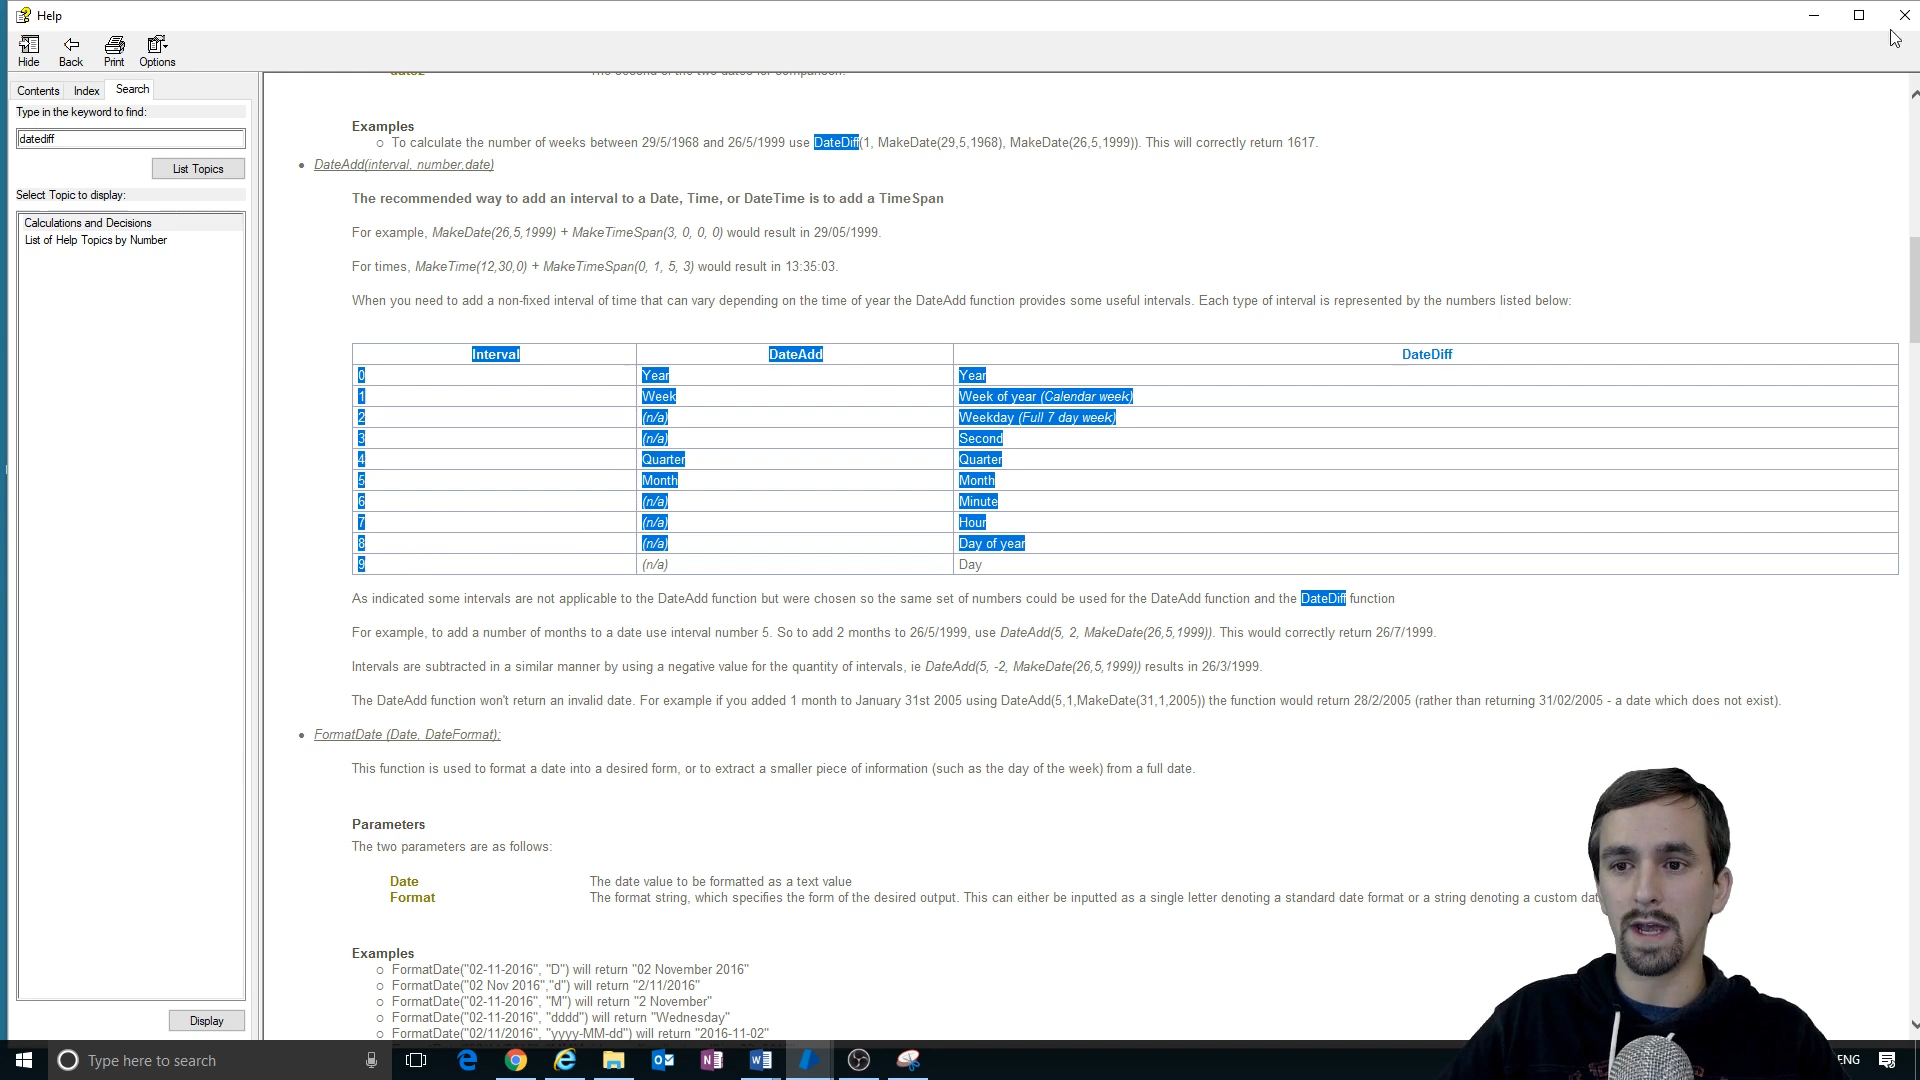 Help
Hide Back Print Options
Contents Index Search
Type in the keyword to find:
datediff
List Topics
Select Topic to display:
Calculations and Decisions
List of Help Topics by Number
Display
date2 The second of the two dates for comparison.
Examples
To calculate the number of weeks between 29/5/1968 and 26/5/1999 use DateDiff(1, MakeDate(29,5,1968), MakeDate(26,5,1999)). This will correctly return 1617.
DateAdd(interval, number,date)
The recommended way to add an interval to a Date, Time, or DateTime is to add a TimeSpan
For example, MakeDate(26,5,1999) + MakeTimeSpan(3, 0, 0, 0) would result in 29/05/1999.
For times, MakeTime(12,30,0) + MakeTimeSpan(0, 1, 5, 3) would result in 13:35:03.
When you need to add a non-fixed interval of time that can vary depending on the time of year the DateAdd function provides some useful intervals. Each type of interval is represented by the numbers listed below:
Interval DateAdd DateDiff
0 Year Year
1 Week Week of year (Calendar week)
2 (n/a) Weekday (Full 7 day week)
3 (n/a) Second
4 Quarter Quarter
5 Month Month
6 (n/a) Minute
7 (n/a) Hour
8 (n/a) Day of year
9 (n/a) Day
As indicated some intervals are not applicable to the DateAdd function but were chosen so the same set of numbers could be used for the DateAdd function and the DateDiff function
For example, to add a number of months to a date use interval number 5. So to add 2 months to 26/5/1999, use DateAdd(5, 2, MakeDate(26,5,1999)). This would correctly return 26/7/1999.
Intervals are subtracted in a similar manner by using a negative value for the quantity of intervals, ie DateAdd(5, -2, MakeDate(26,5,1999)) results in 26/3/1999.
The DateAdd function won't return an invalid date. For example if you added 1 month to January 31st 2005 using DateAdd(5,1,MakeDate(31,1,2005)) the function would return 28/2/2005 (rather than returning 31/02/2005 - a date which does not exist).
FormatDate (Date, DateFormat);
This function is used to format a date into a desired form, or to extract a smaller piece of information (such as the day of the week) from a full date.
Parameters
The two parameters are as follows:
Date The date value to be formatted as a text value
Format The format string, which specifies the form of the desired output. This can either be inputted as a single letter denoting a standard date format or a string denoting a custom dat
Examples
FormatDate("02-11-2016", "D") will return "02 November 2016"
FormatDate("02 Nov 2016","d") will return "2/11/2016"
FormatDate("02-11-2016", "M") will return "2 November"
FormatDate("02-11-2016", "dddd") will return "Wednesday"
FormatDate("02/11/2016", "yyyy-MM-dd") will return "2016-11-02"
Type here to search
ENG